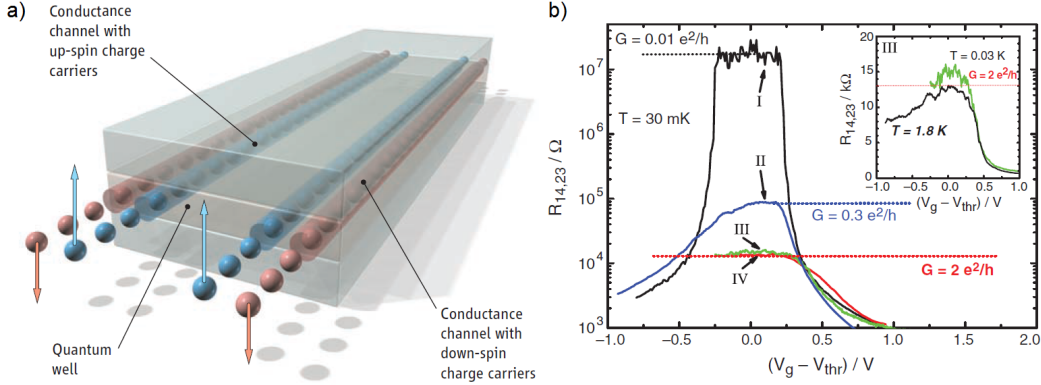 a)
Conductance
channel with
up-spin charge
carriers
Quantum
well
Conductance
channel with
down-spin
charge carriers
b)
R14,23 / Ω
10⁷
10⁶
10⁵
10⁴
10³
G = 0.01 e²/h
T = 30 mK
I
II
G = 0.3 e²/h
III
IV
G = 2 e²/h
−1.0 −0.5 0.0 0.5 1.0 1.5 2.0
(Vg − Vthr) / V
III
R14,23 / kΩ
20
15
10
5
0
T = 0.03 K
G = 2 e²/h
T = 1.8 K
−1.0 −0.5 0.0 0.5 1.0
(Vg − Vthr) / V